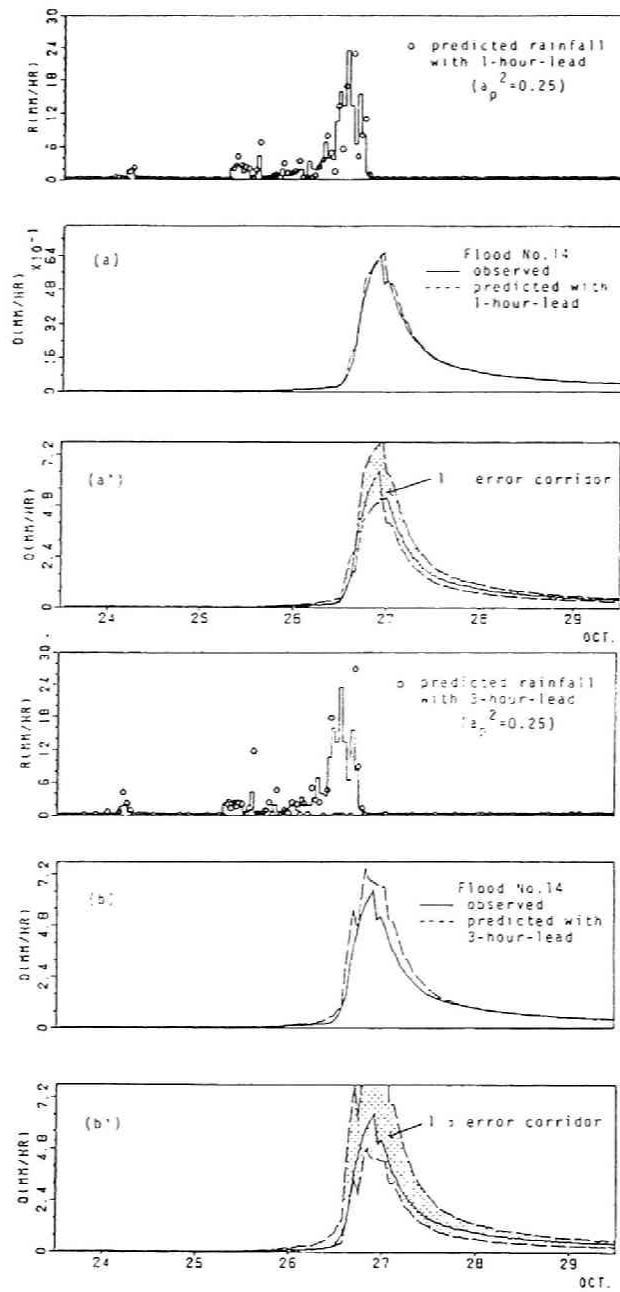 30
24
18
12
6
0
R(MM/HR)
o predicted rainfall
with 1-hour-lead
(a_p^2=0.25)
X10^-1
64
48
32
16
0
Q(MM/HR)
(a)
Flood No.14
observed
predicted with
1-hour-lead
7.2
4.8
2.4
0
Q(MM/HR)
(a')
1 error corridor
24 25 26 27 28 29
OCT.
30
24
18
12
6
0
R(MM/HR)
o predicted rainfall
with 3-hour-lead
(a_p^2=0.25)
7.2
4.8
2.4
0
Q(MM/HR)
(b)
Flood No.14
observed
predicted with
3-hour-lead
7.2
4.8
2.4
0
Q(MM/HR)
(b')
1 error corridor
24 25 26 27 28 29
OCT.